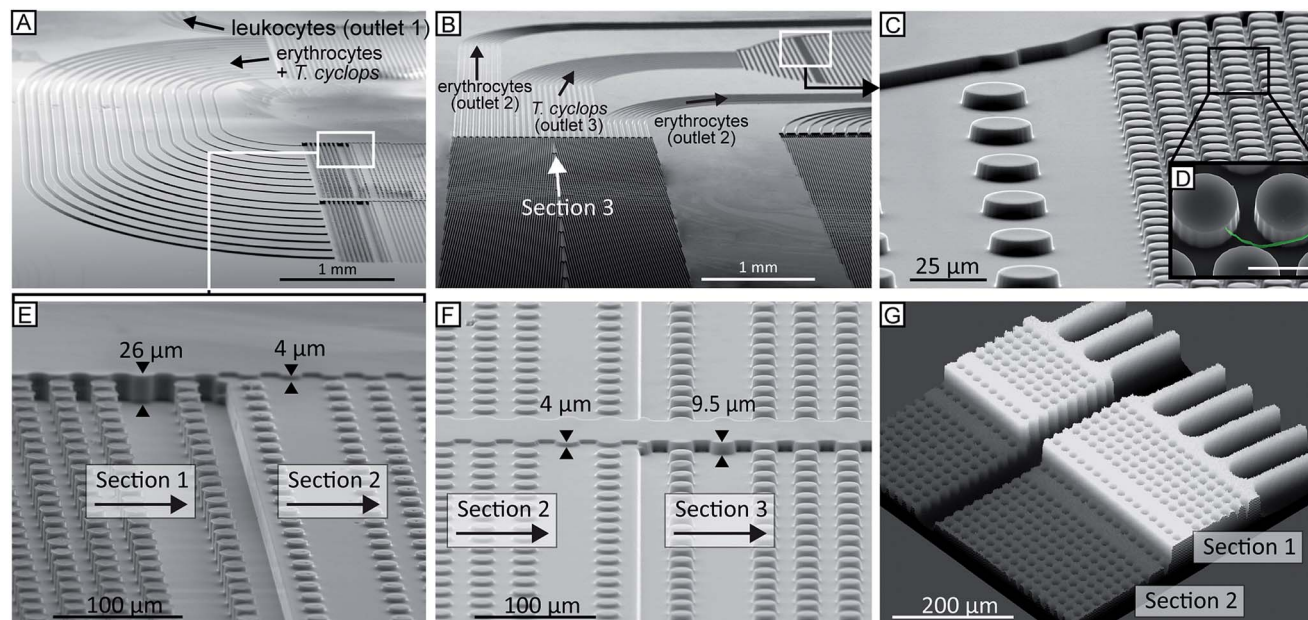 A
leukocytes (outlet 1)
erythrocytes
+ T. cyclops
1 mm
B
erythrocytes
(outlet 2)
T. cyclops
(outlet 3)
erythrocytes
(outlet 2)
Section 3
1 mm
C
25 µm
D
E
26 µm
4 µm
Section 1
Section 2
100 µm
F
4 µm
9.5 µm
Section 2
Section 3
100 µm
G
Section 1
Section 2
200 µm